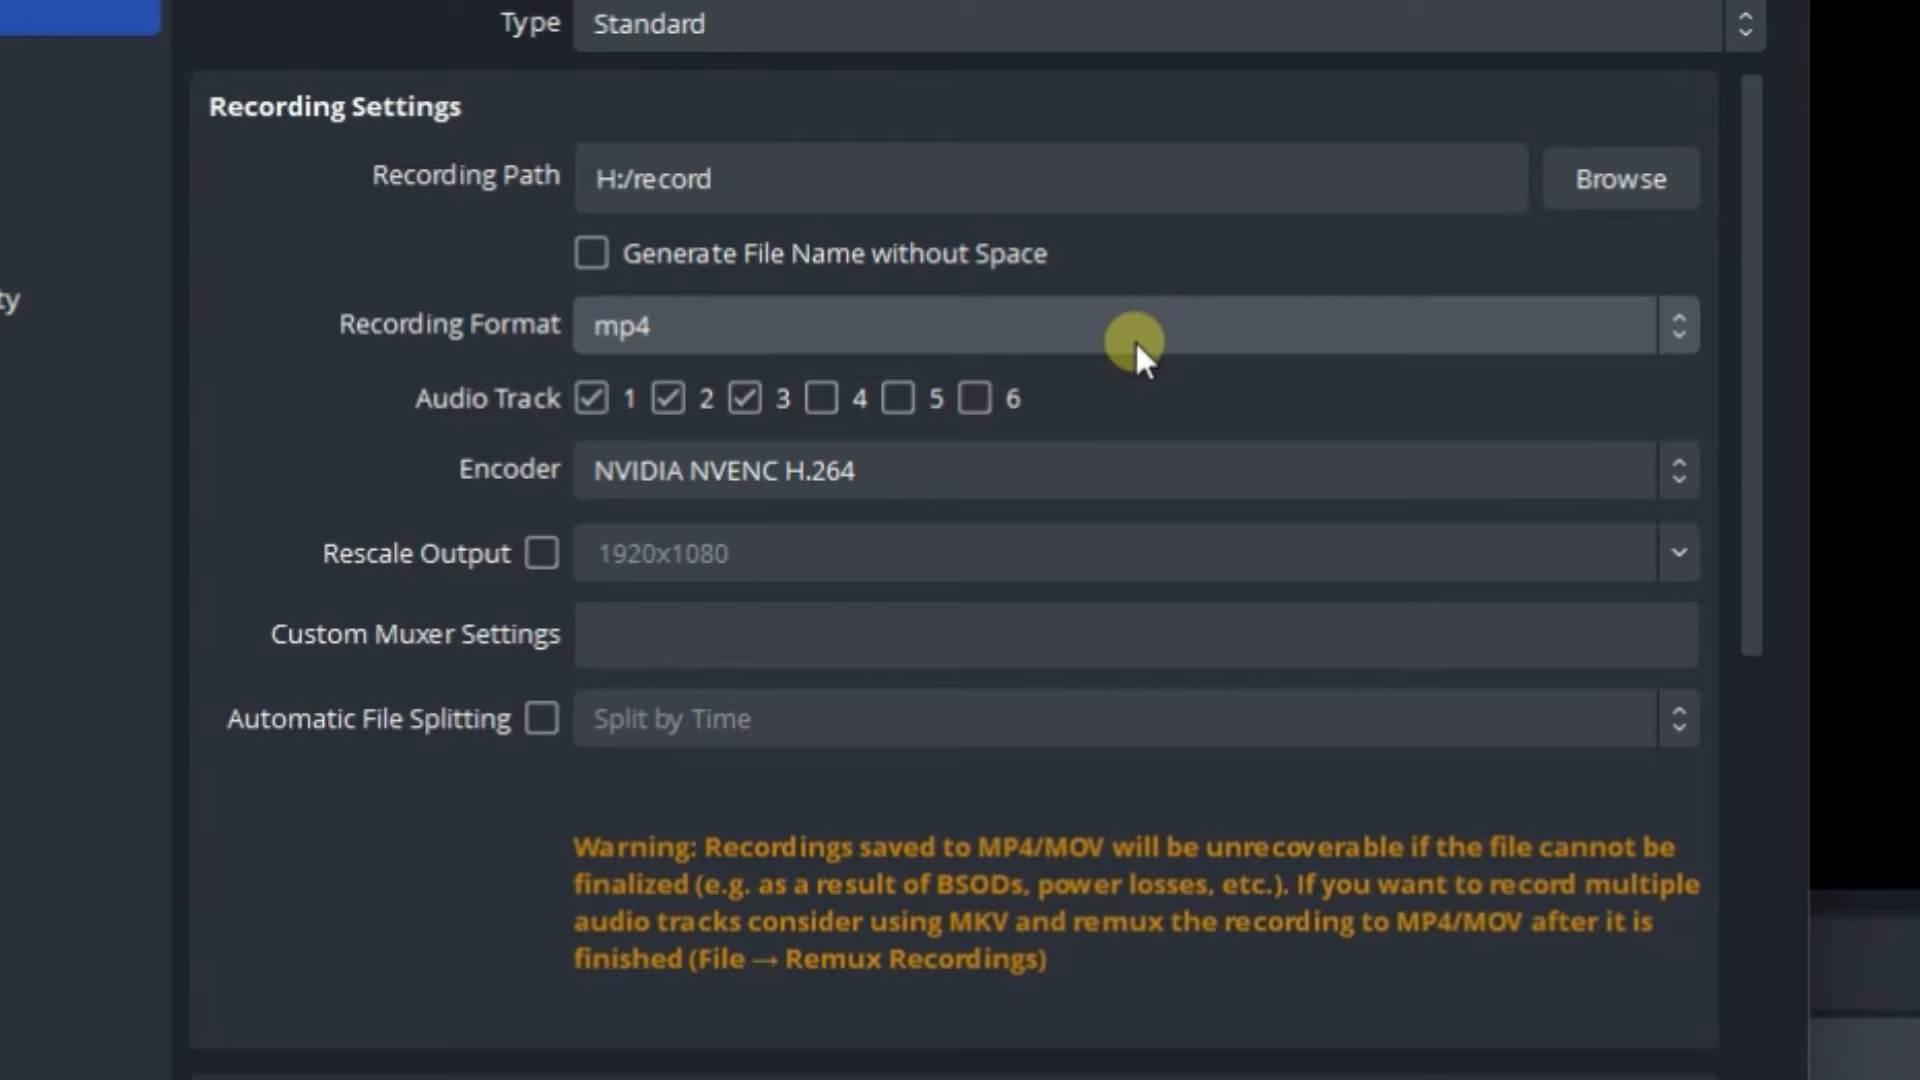 Type Standard
Recording Settings
Recording Path H:/record Browse
Generate File Name without Space
ty
Recording Format mp4
Audio Track 1 2 3 4 5 6
Encoder NVIDIA NVENC H.264
Rescale Output 1920x1080
Custom Muxer Settings
Automatic File Splitting Split by Time
Warning: Recordings saved to MP4/MOV will be unrecoverable if the file cannot be
finalized (e.g. as a result of BSODs, power losses, etc.). If you want to record multiple
audio tracks consider using MKV and remux the recording to MP4/MOV after it is
finished (File → Remux Recordings)